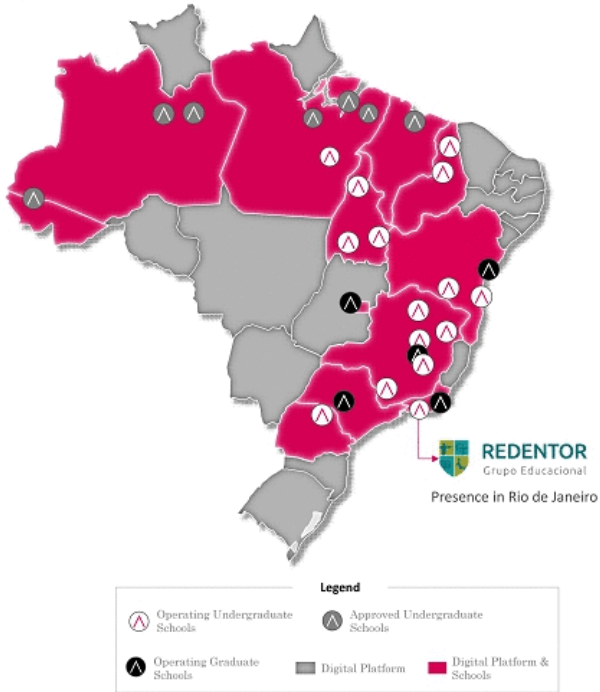 REDENTOR
Grupo Educacional
Presence in Rio de Janeiro
Legend
Operating Undergraduate
Schools
Approved Undergraduate
Schools
Operating Graduate
Schools
Digital Platform
Digital Platform &
Schools